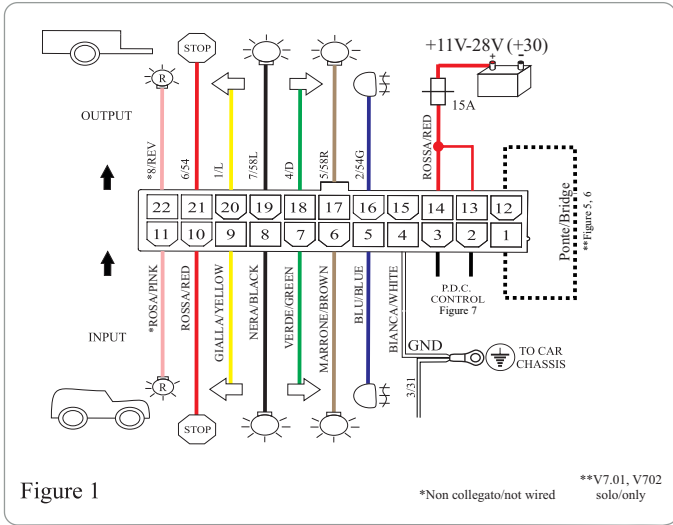 +11V-28V (+30)
+ -
STOP
R
15A
OUTPUT
*8/REV
6/54
1/L
7/58L
4/D
5/58R
2/54G
ROSSA/RED
22 21 20 19 18 17 16 15 14 13 12
11 10 9 8 7 6 5 4 3 2 1
Ponte/Bridge
**Figure 5, 6
*ROSA/PINK
ROSSA/RED
GIALLA/YELLOW
NERA/BLACK
VERDE/GREEN
MARRONE/BROWN
BLU/BLUE
BIANCA/WHITE
P.D.C.
CONTROL
Figure 7
INPUT
GND
TO CAR
CHASSIS
3/31
R
STOP
Figure 1
*Non collegato/not wired
**V7.01, V702
solo/only